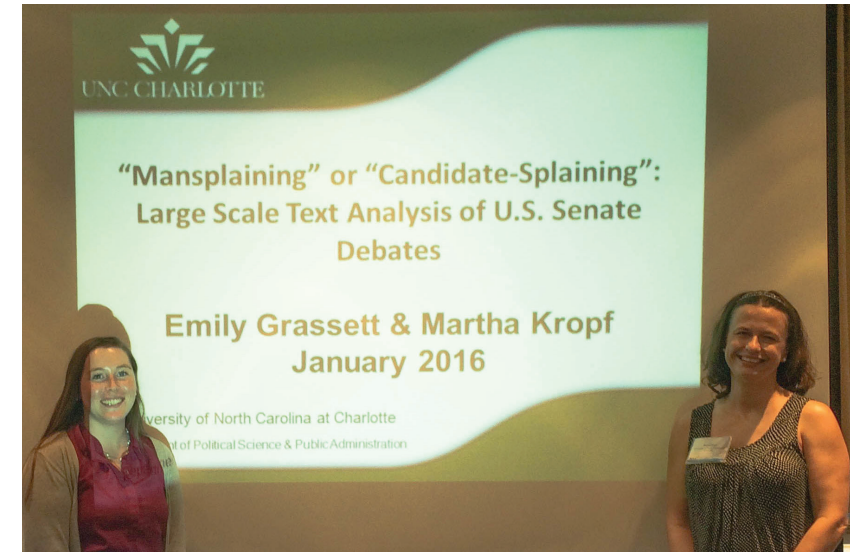 UNC CHARLOTTE
“Mansplaining” or “Candidate-Splaining”:
Large Scale Text Analysis of U.S. Senate
Debates
Emily Grassett & Martha Kropf
January 2016
versity of North Carolina at Charlotte
nt of Political Science & Public Administration